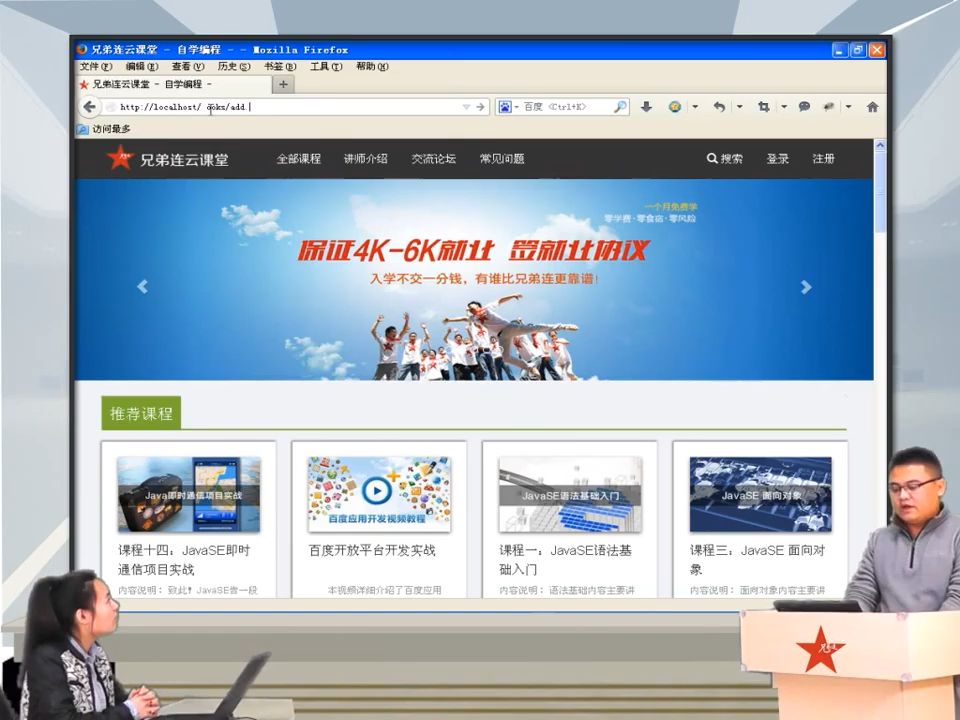 兄弟连云课堂 - 自学编程 - - Mozilla Firefox
文件(F) 编辑(E) 查看(V) 历史(S) 书签(B) 工具(T) 帮助(H)
兄弟连云课堂 - 自学编程 -
http://localhost/ ooks/add
百度 <Ctrl+K>
访问最多
兄弟连云课堂 全部课程 讲师介绍 交流论坛 常见问题 搜索 登录 注册
一个月免费学
零学费·零食宿·零风险
保证4K-6K就业 签就业协议
入学不交一分钱，有谁比兄弟连更靠谱！
推荐课程
Java即时通信项目实战
百度应用开发视频教程
JavaSE语法基础入门
JavaSE 面向对象
课程十四：JavaSE即时通信项目实战
百度开放平台开发实战
课程一：JavaSE语法基础入门
课程三：JavaSE 面向对象
内容说明： 致此! JavaSE告一段
本视频详细介绍了百度应用
内容说明： 语法基础内容主要讲
内容说明： 面向对象内容主要讲